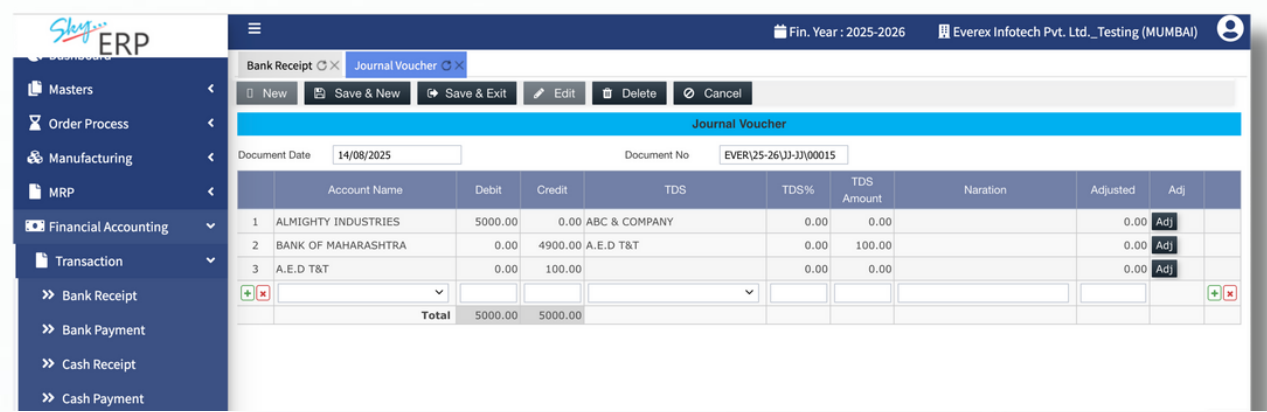 Sky...
ERP
Fin. Year : 2025-2026
Everex Infotech Pvt. Ltd._Testing (MUMBAI)
Dashboard
Masters
Order Process
Manufacturing
MRP
Financial Accounting
Transaction
Bank Receipt
Bank Payment
Cash Receipt
Cash Payment
Bank Receipt Journal Voucher
New Save & New Save & Exit Edit Delete Cancel
Journal Voucher
Document Date 14/08/2025 Document No EVER\25-26\JJ-JJ\00015
Account Name Debit Credit TDS TDS% TDS Amount Naration Adjusted Adj
1 ALMIGHTY INDUSTRIES 5000.00 0.00 ABC & COMPANY 0.00 0.00 0.00 Adj
2 BANK OF MAHARASHTRA 0.00 4900.00 A.E.D T&T 0.00 100.00 0.00 Adj
3 A.E.D T&T 0.00 100.00 0.00 0.00 0.00 Adj
Total 5000.00 5000.00